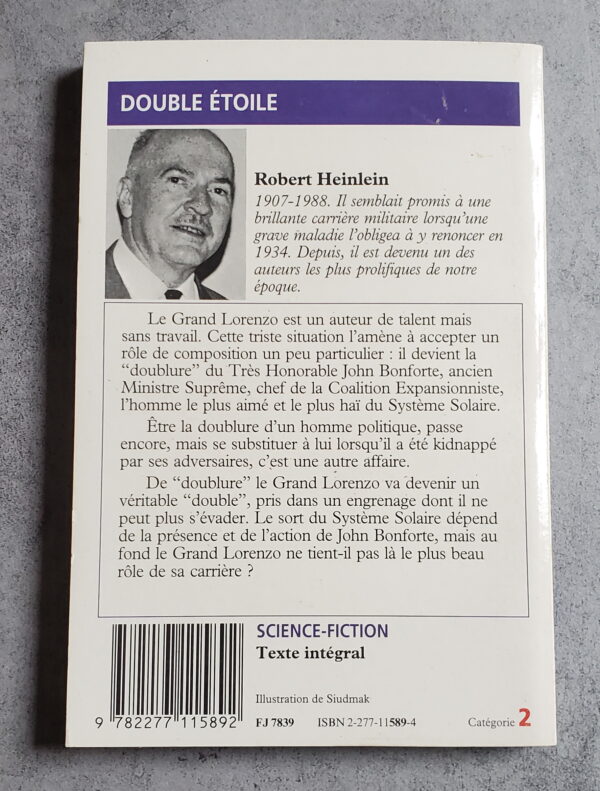 DOUBLE ÉTOILE
Robert Heinlein
1907-1988. Il semblait promis à une
brillante carrière militaire lorsqu'une
grave maladie l'obligea à y renoncer en
1934. Depuis, il est devenu un des
auteurs les plus prolifiques de notre
époque.
Le Grand Lorenzo est un auteur de talent mais
sans travail. Cette triste situation l'amène à accepter un
rôle de composition un peu particulier : il devient la
“doublure” du Très Honorable John Bonforte, ancien
Ministre Suprême, chef de la Coalition Expansionniste,
l'homme le plus aimé et le plus haï du Système Solaire.
Être la doublure d'un homme politique, passe
encore, mais se substituer à lui lorsqu'il a été kidnappé
par ses adversaires, c'est une autre affaire.
De “doublure” le Grand Lorenzo va devenir un
véritable “double”, pris dans un engrenage dont il ne
peut plus s'évader. Le sort du Système Solaire dépend
de la présence et de l'action de John Bonforte, mais au
fond le Grand Lorenzo ne tient-il pas là le plus beau
rôle de sa carrière ?
SCIENCE-FICTION
Texte intégral
Illustration de Siudmak
9 782277 115892 FJ 7839 ISBN 2-277-11589-4 Catégorie 2